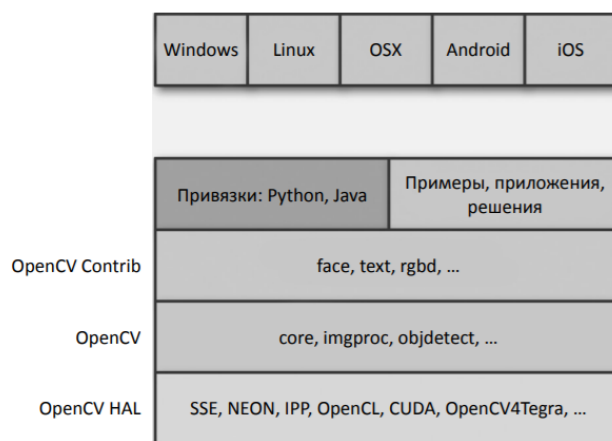 Windows Linux OSX Android iOS
Привязки: Python, Java
Примеры, приложения,
решения
OpenCV Contrib face, text, rgbd, ...
OpenCV core, imgproc, objdetect, ...
OpenCV HAL SSE, NEON, IPP, OpenCL, CUDA, OpenCV4Tegra, ...